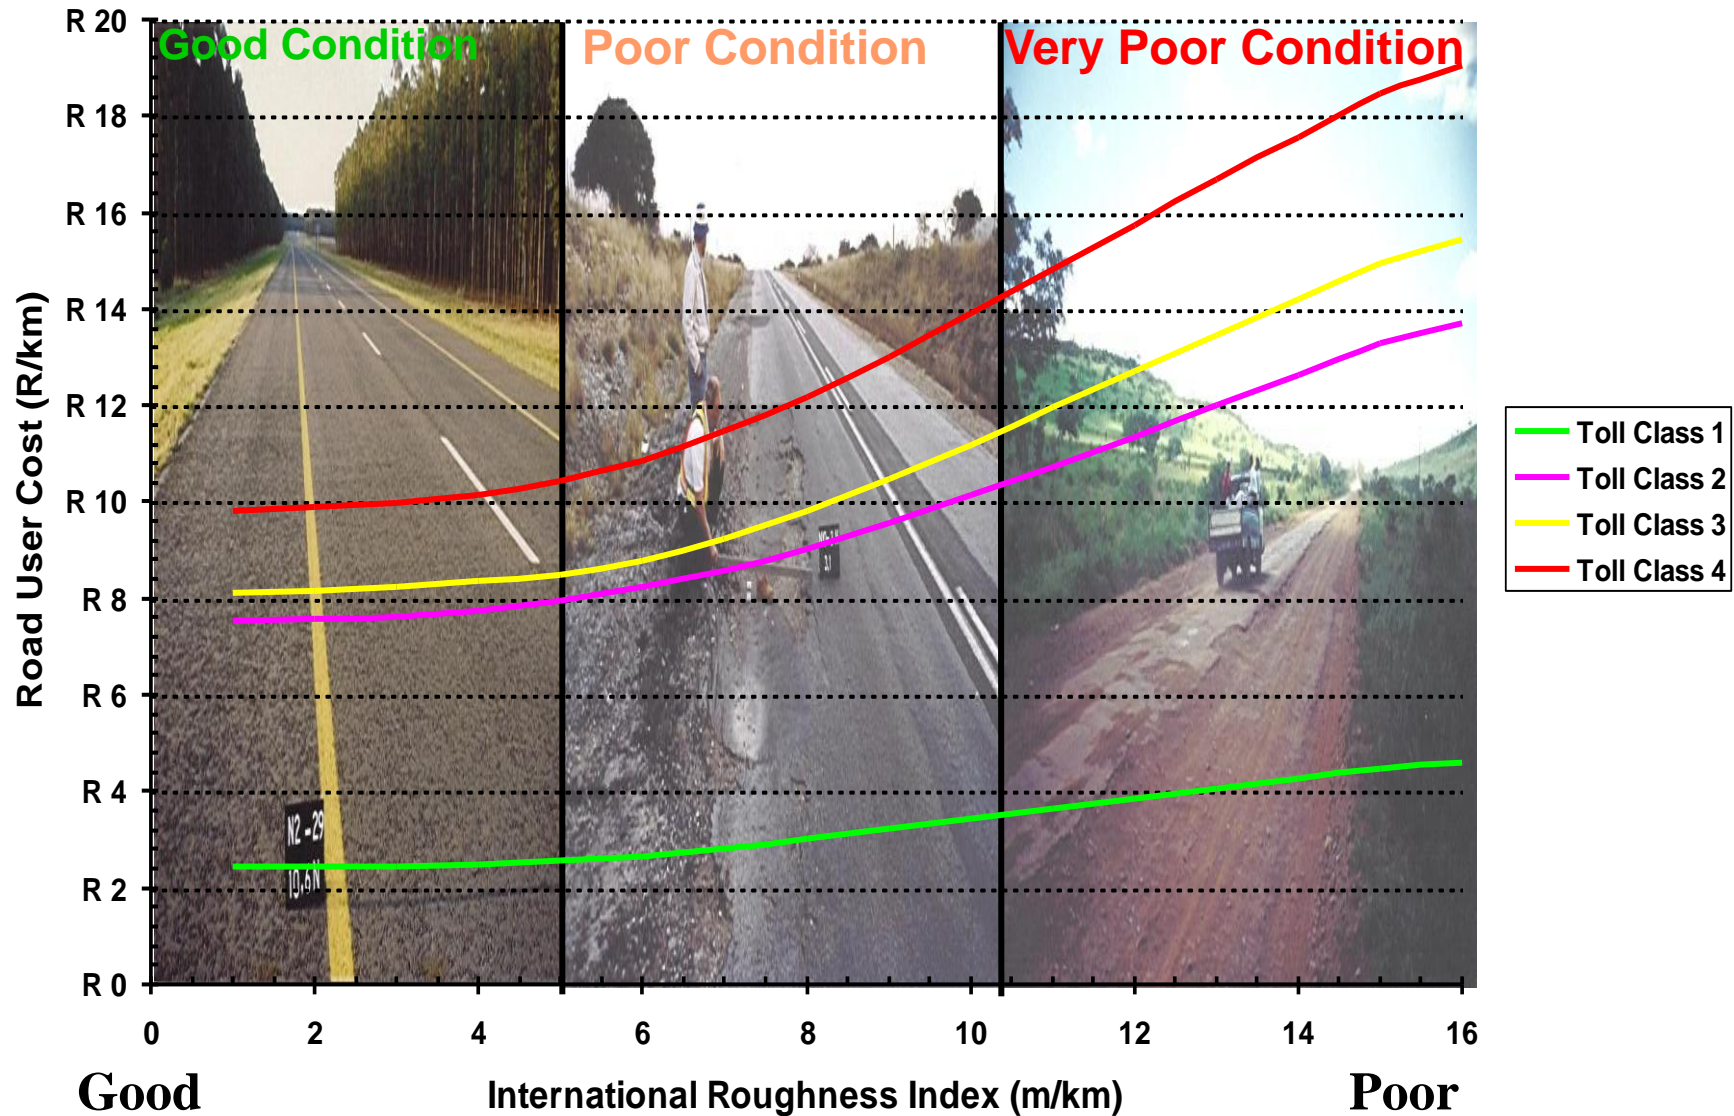 Good Condition
Poor Condition
Very Poor Condition
R 20
R 18
R 16
R 14
R 12
R 10
R 8
R 6
R 4
R 2
R 0
Road User Cost (R/km)
N2 -29
10.6N
Toll Class 1
Toll Class 2
Toll Class 3
Toll Class 4
0 2 4 6 8 10 12 14 16
Good
International Roughness Index (m/km)
Poor